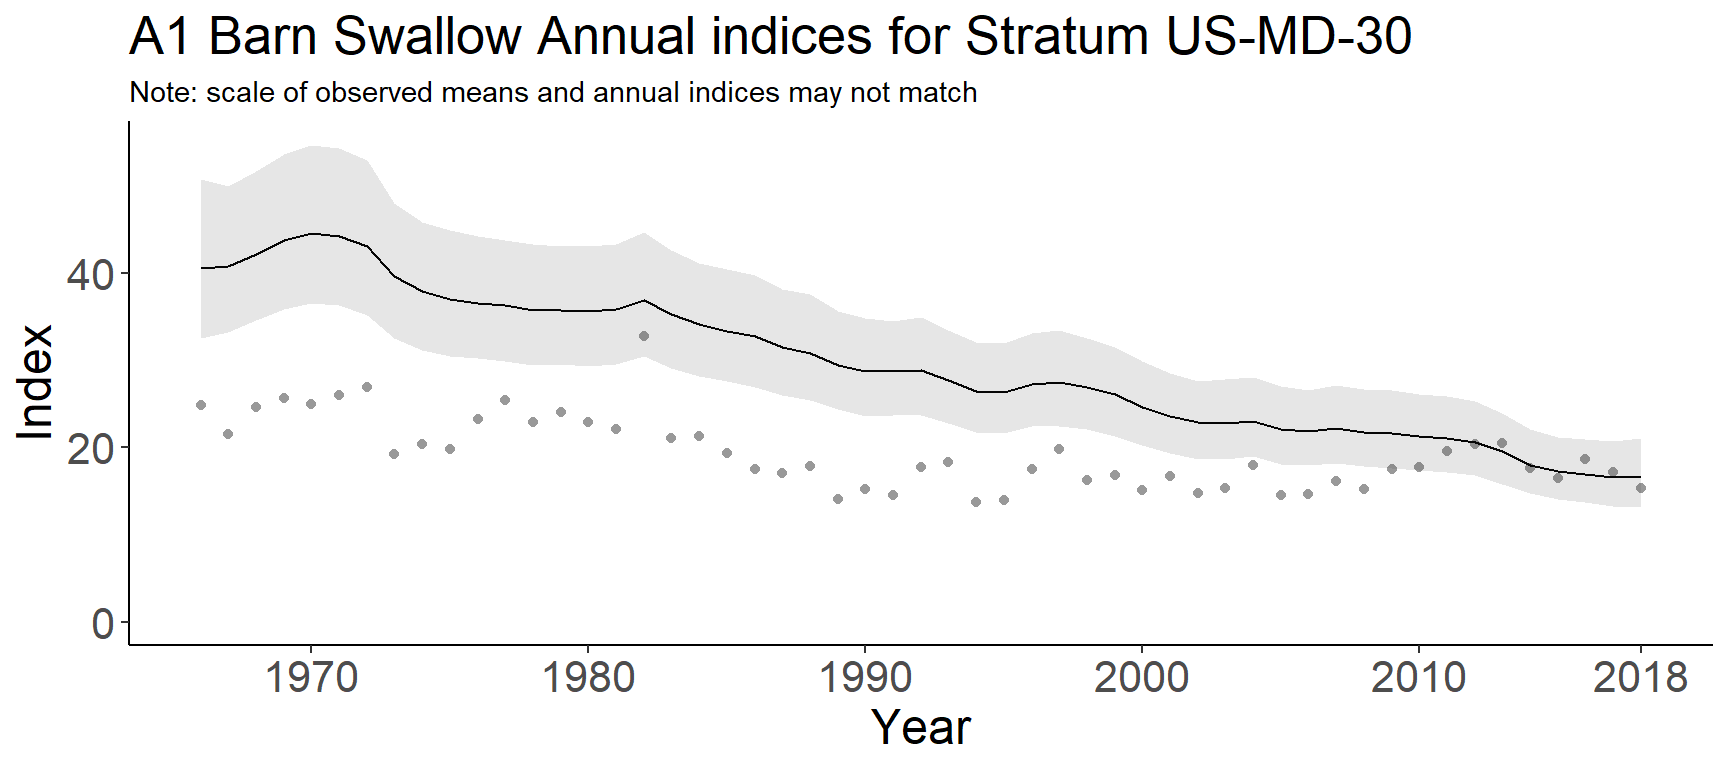 A1 Barn Swallow Annual indices for Stratum US-MD-30
Note: scale of observed means and annual indices may not match
Index
40
20
0
1970 1980 1990 2000 2010 2018
Year